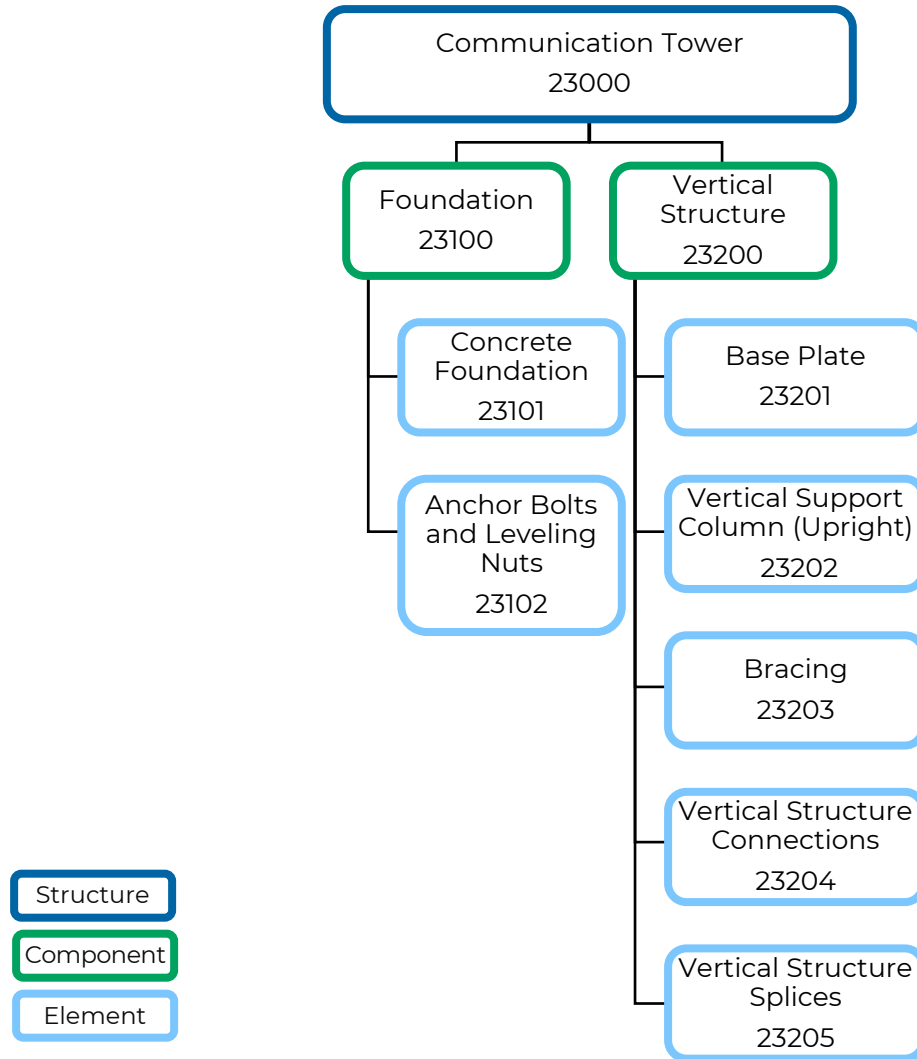 Communication Tower
23000
Foundation
23100
Vertical
Structure
23200
Concrete
Foundation
23101
Base Plate
23201
Anchor Bolts
and Leveling
Nuts
23102
Vertical Support
Column (Upright)
23202
Bracing
23203
Vertical Structure
Connections
23204
Vertical Structure
Splices
23205
Structure
Component
Element